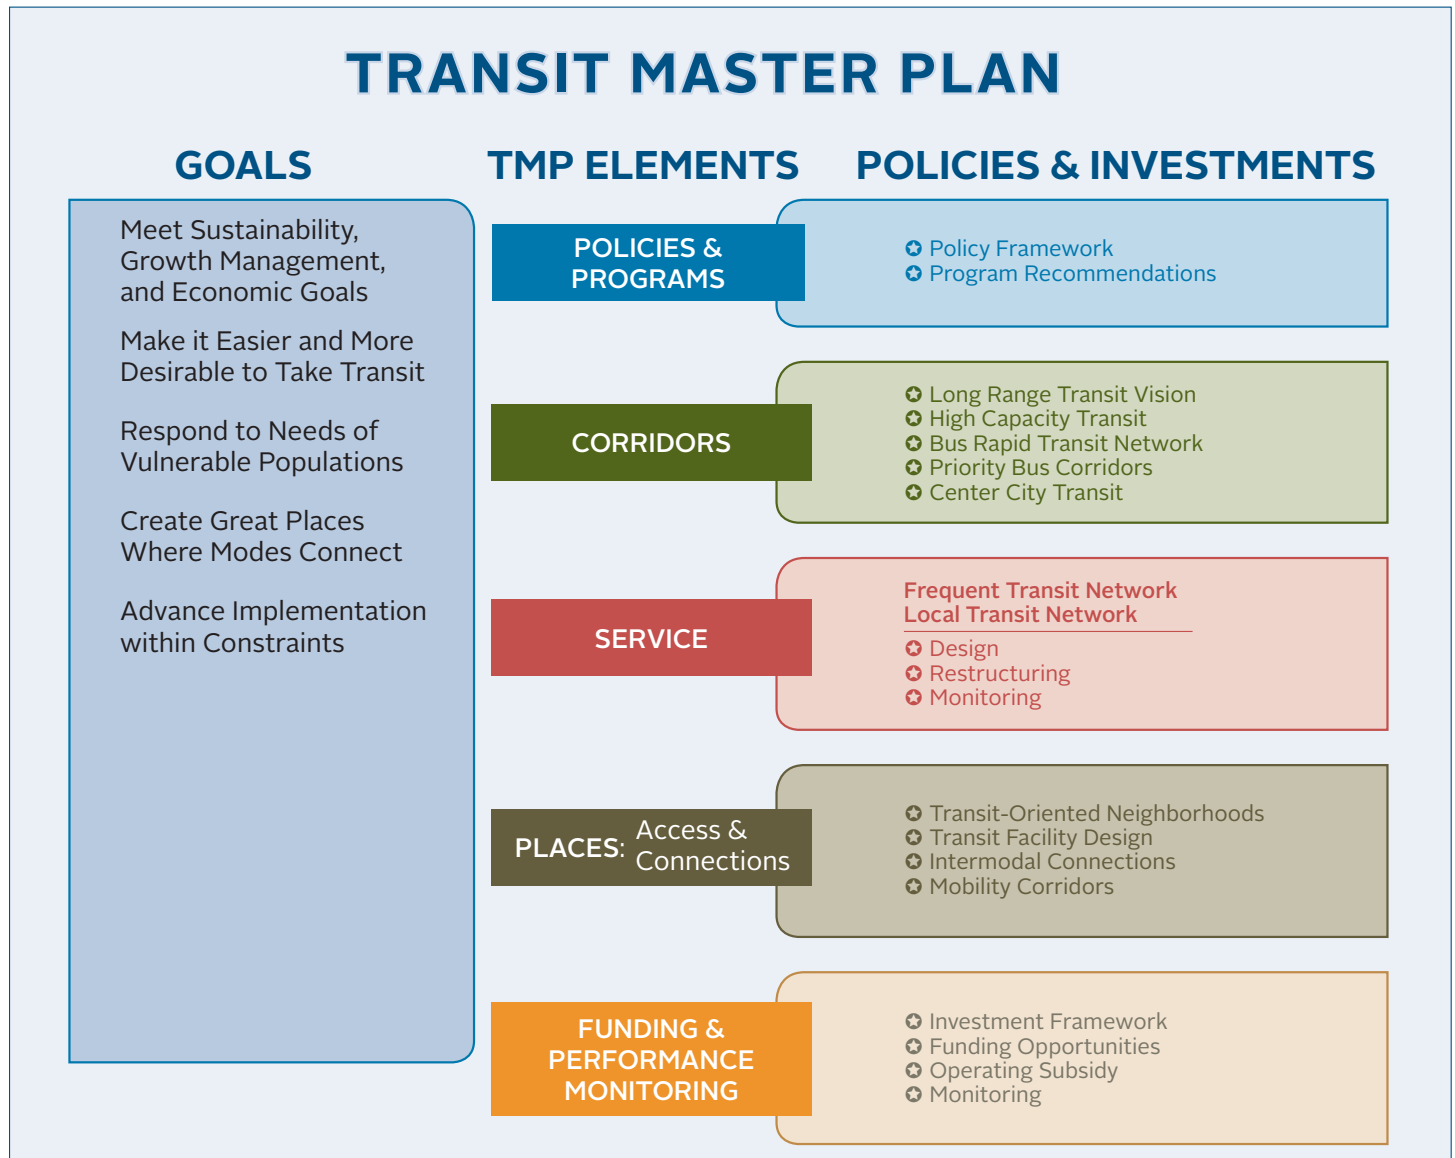 TRANSIT MASTER PLAN
GOALS
Meet Sustainability,
Growth Management,
and Economic Goals
Make it Easier and More
Desirable to Take Transit
Respond to Needs of
Vulnerable Populations
Create Great Places
Where Modes Connect
Advance Implementation
within Constraints
TMP ELEMENTS
POLICIES & INVESTMENTS
POLICIES &
PROGRAMS
✪ Policy Framework
✪ Program Recommendations
CORRIDORS
✪ Long Range Transit Vision
✪ High Capacity Transit
✪ Bus Rapid Transit Network
✪ Priority Bus Corridors
✪ Center City Transit
SERVICE
Frequent Transit Network
Local Transit Network
✪ Design
✪ Restructuring
✪ Monitoring
PLACES: Access &
Connections
✪ Transit-Oriented Neighborhoods
✪ Transit Facility Design
✪ Intermodal Connections
✪ Mobility Corridors
FUNDING &
PERFORMANCE
MONITORING
✪ Investment Framework
✪ Funding Opportunities
✪ Operating Subsidy
✪ Monitoring